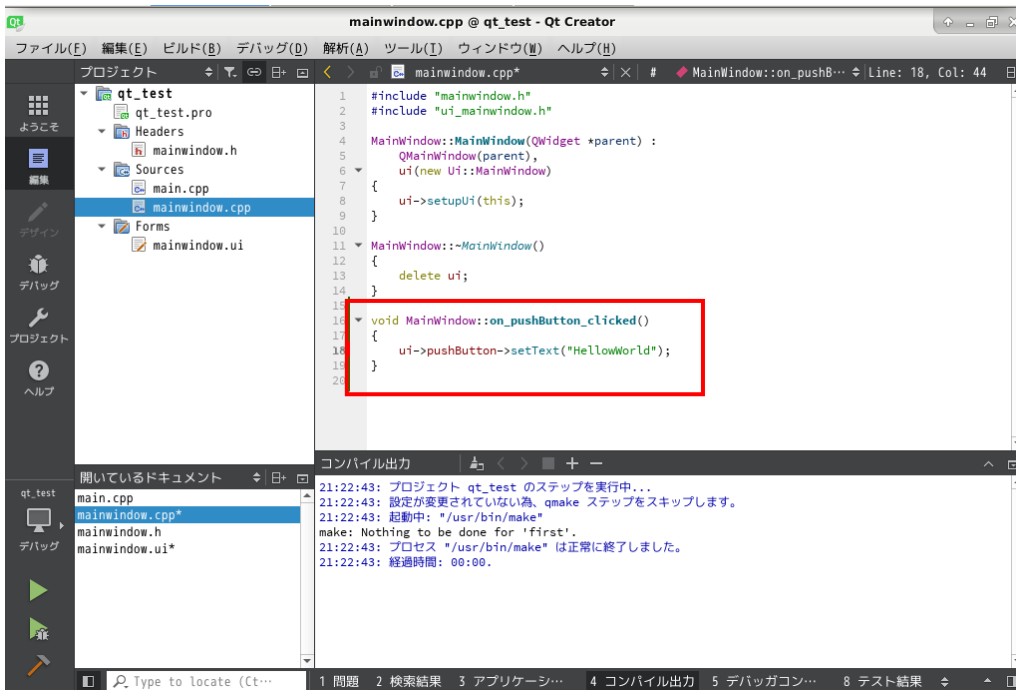 mainwindow.cpp @ qt_test - Qt Creator
ファイル(F) 編集(E) ビルド(B) デバッグ(D) 解析(A) ツール(T) ウィンドウ(W) ヘルプ(H)
プロジェクト
mainwindow.cpp*
#
MainWindow::on_pushB…
Line: 18, Col: 44
ようこそ
編集
デザイン
デバッグ
プロジェクト
ヘルプ
qt_test
qt_test.pro
Headers
mainwindow.h
Sources
main.cpp
mainwindow.cpp
Forms
mainwindow.ui
1 #include "mainwindow.h"
2 #include "ui_mainwindow.h"
3
4 MainWindow::MainWindow(QWidget *parent) :
5 QMainWindow(parent),
6 ui(new Ui::MainWindow)
7 {
8 ui->setupUi(this);
9 }
10
11 MainWindow::~MainWindow()
12 {
13 delete ui;
14 }
15
16 void MainWindow::on_pushButton_clicked()
17 {
18 ui->pushButton->setText("HellowWorld");
19 }
20
開いているドキュメント
main.cpp
mainwindow.cpp*
mainwindow.h
mainwindow.ui*
コンパイル出力
21:22:43: プロジェクト qt_test のステップを実行中...
21:22:43: 設定が変更されていない為、qmake ステップをスキップします。
21:22:43: 起動中: "/usr/bin/make"
make: Nothing to be done for 'first'.
21:22:43: プロセス "/usr/bin/make" は正常に終了しました。
21:22:43: 経過時間: 00:00.
qt_test
デバッグ
Type to locate (Ct…
1 問題 2 検索結果 3 アプリケーシ… 4 コンパイル出力 5 デバッガコン… 8 テスト結果